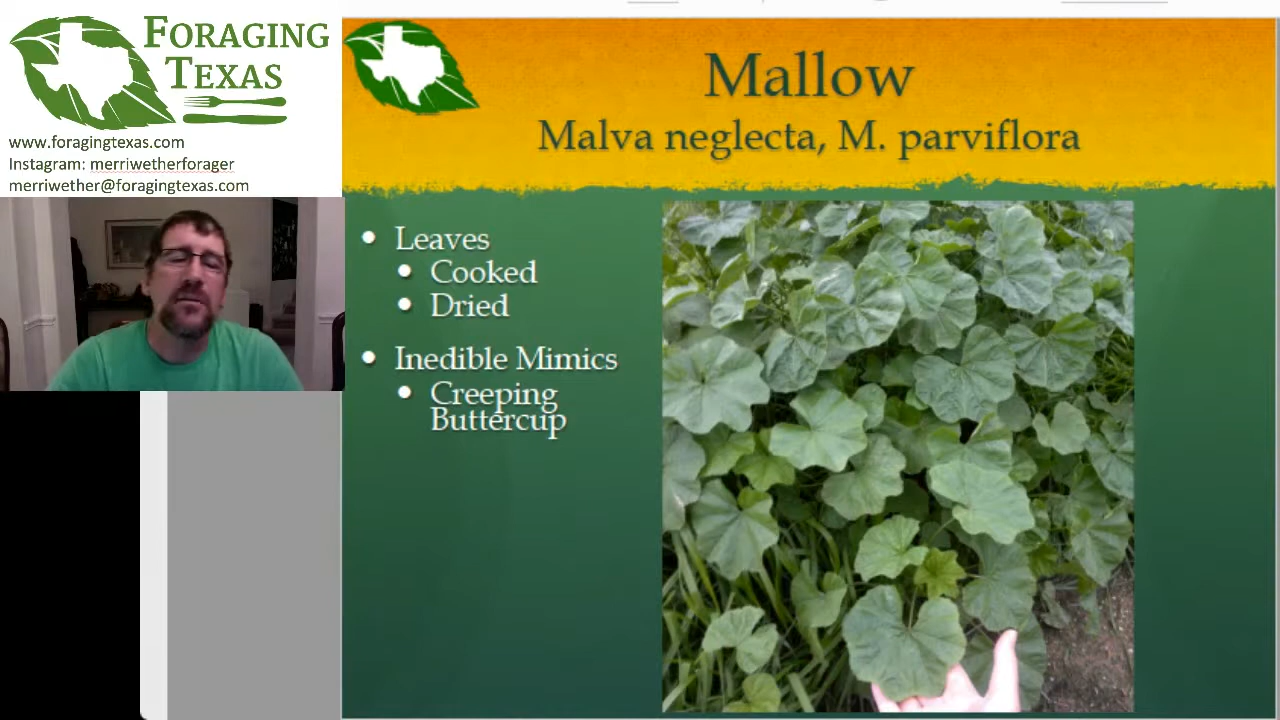 FORAGING
TEXAS
www.foragingtexas.com
Instagram: merriwetherforager
merriwether@foragingtexas.com
Mallow
Malva neglecta, M. parviflora
• Leaves
• Cooked
• Dried
• Inedible Mimics
• Creeping
Buttercup